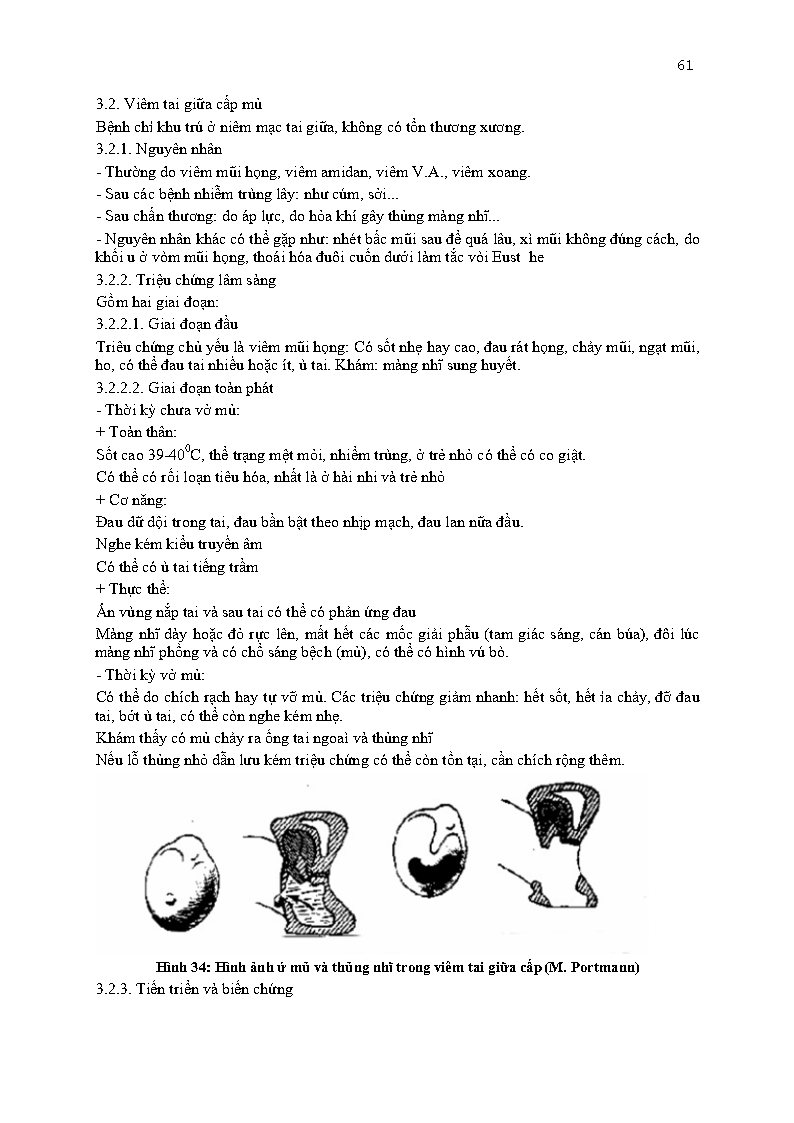 61
3.2. Viêm tai giữa cấp mủ
Bệnh chỉ khu trú ở niêm mạc tai giữa, không có tổn thương xương.
3.2.1. Nguyên nhân
- Thường do viêm mũi họng, viêm amidan, viêm V.A., viêm xoang.
- Sau các bệnh nhiễm trùng lây: như cúm, sởi...
- Sau chấn thương: do áp lực, do hỏa khí gây thủng màng nhĩ...
- Nguyên nhân khác có thể gặp như: nhét bấc mũi sau để quá lâu, xì mũi không đúng cách, do
khối u ở vòm mũi họng, thoái hóa đuôi cuốn dưới làm tắc vòi Eust he
3.2.2. Triệu chứng lâm sàng
Gồm hai giai đoạn:
3.2.2.1. Giai đoạn đầu
Triêu chứng chủ yếu là viêm mũi họng: Có sốt nhẹ hay cao, đau rát họng, chảy mũi, ngạt mũi,
ho, có thể đau tai nhiều hoặc ít, ù tai. Khám: màng nhĩ sung huyết.
3.2.2.2. Giai đoạn toàn phát
- Thời kỳ chưa vở mủ:
+ Toàn thân:
Sốt cao 39-40⁰C, thể trạng mệt mỏi, nhiểm trùng, ở trẻ nhỏ có thể có co giật.
Có thể có rối loạn tiêu hóa, nhất là ở hài nhi và trẻ nhỏ
+ Cơ năng:
Đau dữ dội trong tai, đau bần bật theo nhịp mạch, đau lan nữa đầu.
Nghe kém kiểu truyền âm
Có thể có ù tai tiếng trầm
+ Thực thể:
Ấn vùng nắp tai và sau tai có thể có phản ứng đau
Màng nhĩ dày hoặc đỏ rực lên, mất hết các mốc giải phẫu (tam giác sáng, cán búa), đôi lúc
màng nhĩ phồng và có chổ sáng bệch (mủ), có thể có hình vú bò.
- Thời kỳ vở mủ:
Có thể do chích rạch hay tự vỡ mủ. Các triệu chứng giảm nhanh: hết sốt, hết ỉa chảy, đỡ đau
tai, bớt ù tai, có thể còn nghe kém nhẹ.
Khám thấy có mủ chảy ra ống tai ngoaì và thủng nhĩ
Nếu lỗ thủng nhỏ dẫn lưu kém triệu chứng có thể còn tồn tại, cần chích rộng thêm.
Hình 34: Hình ảnh ứ mũ và thũng nhĩ trong viêm tai giữa cấp (M. Portmann)
3.2.3. Tiến triển và biến chứng